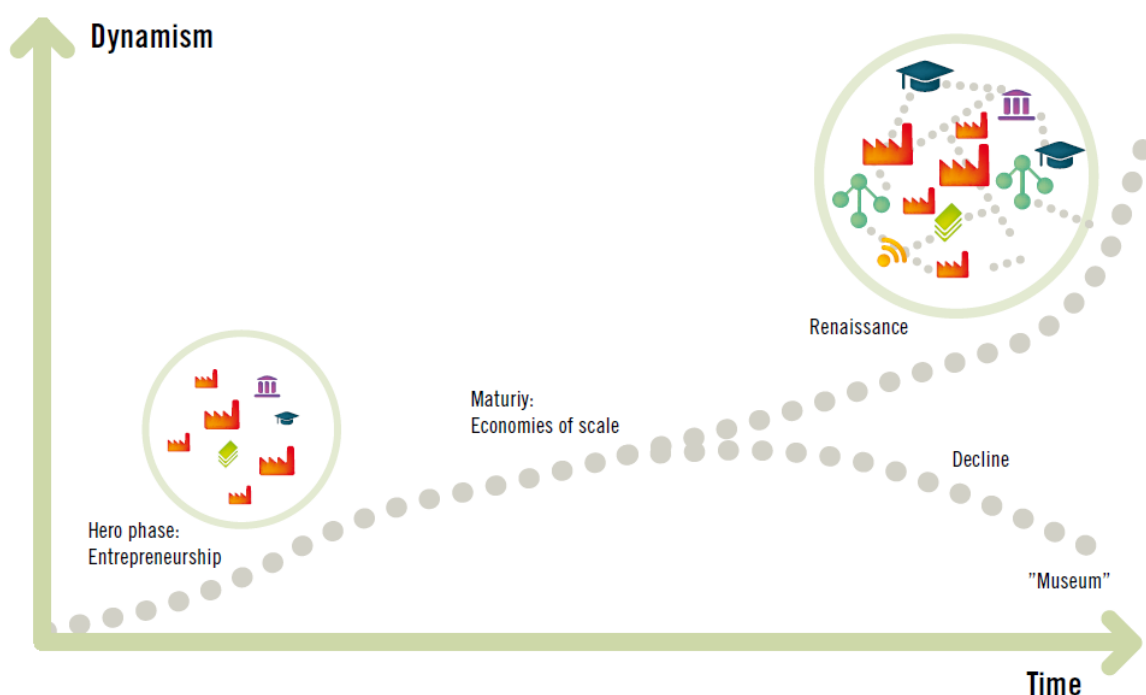 Dynamism
Renaissance
Maturiy:
Economies of scale
Decline
Hero phase:
Entrepreneurship
”Museum”
Time